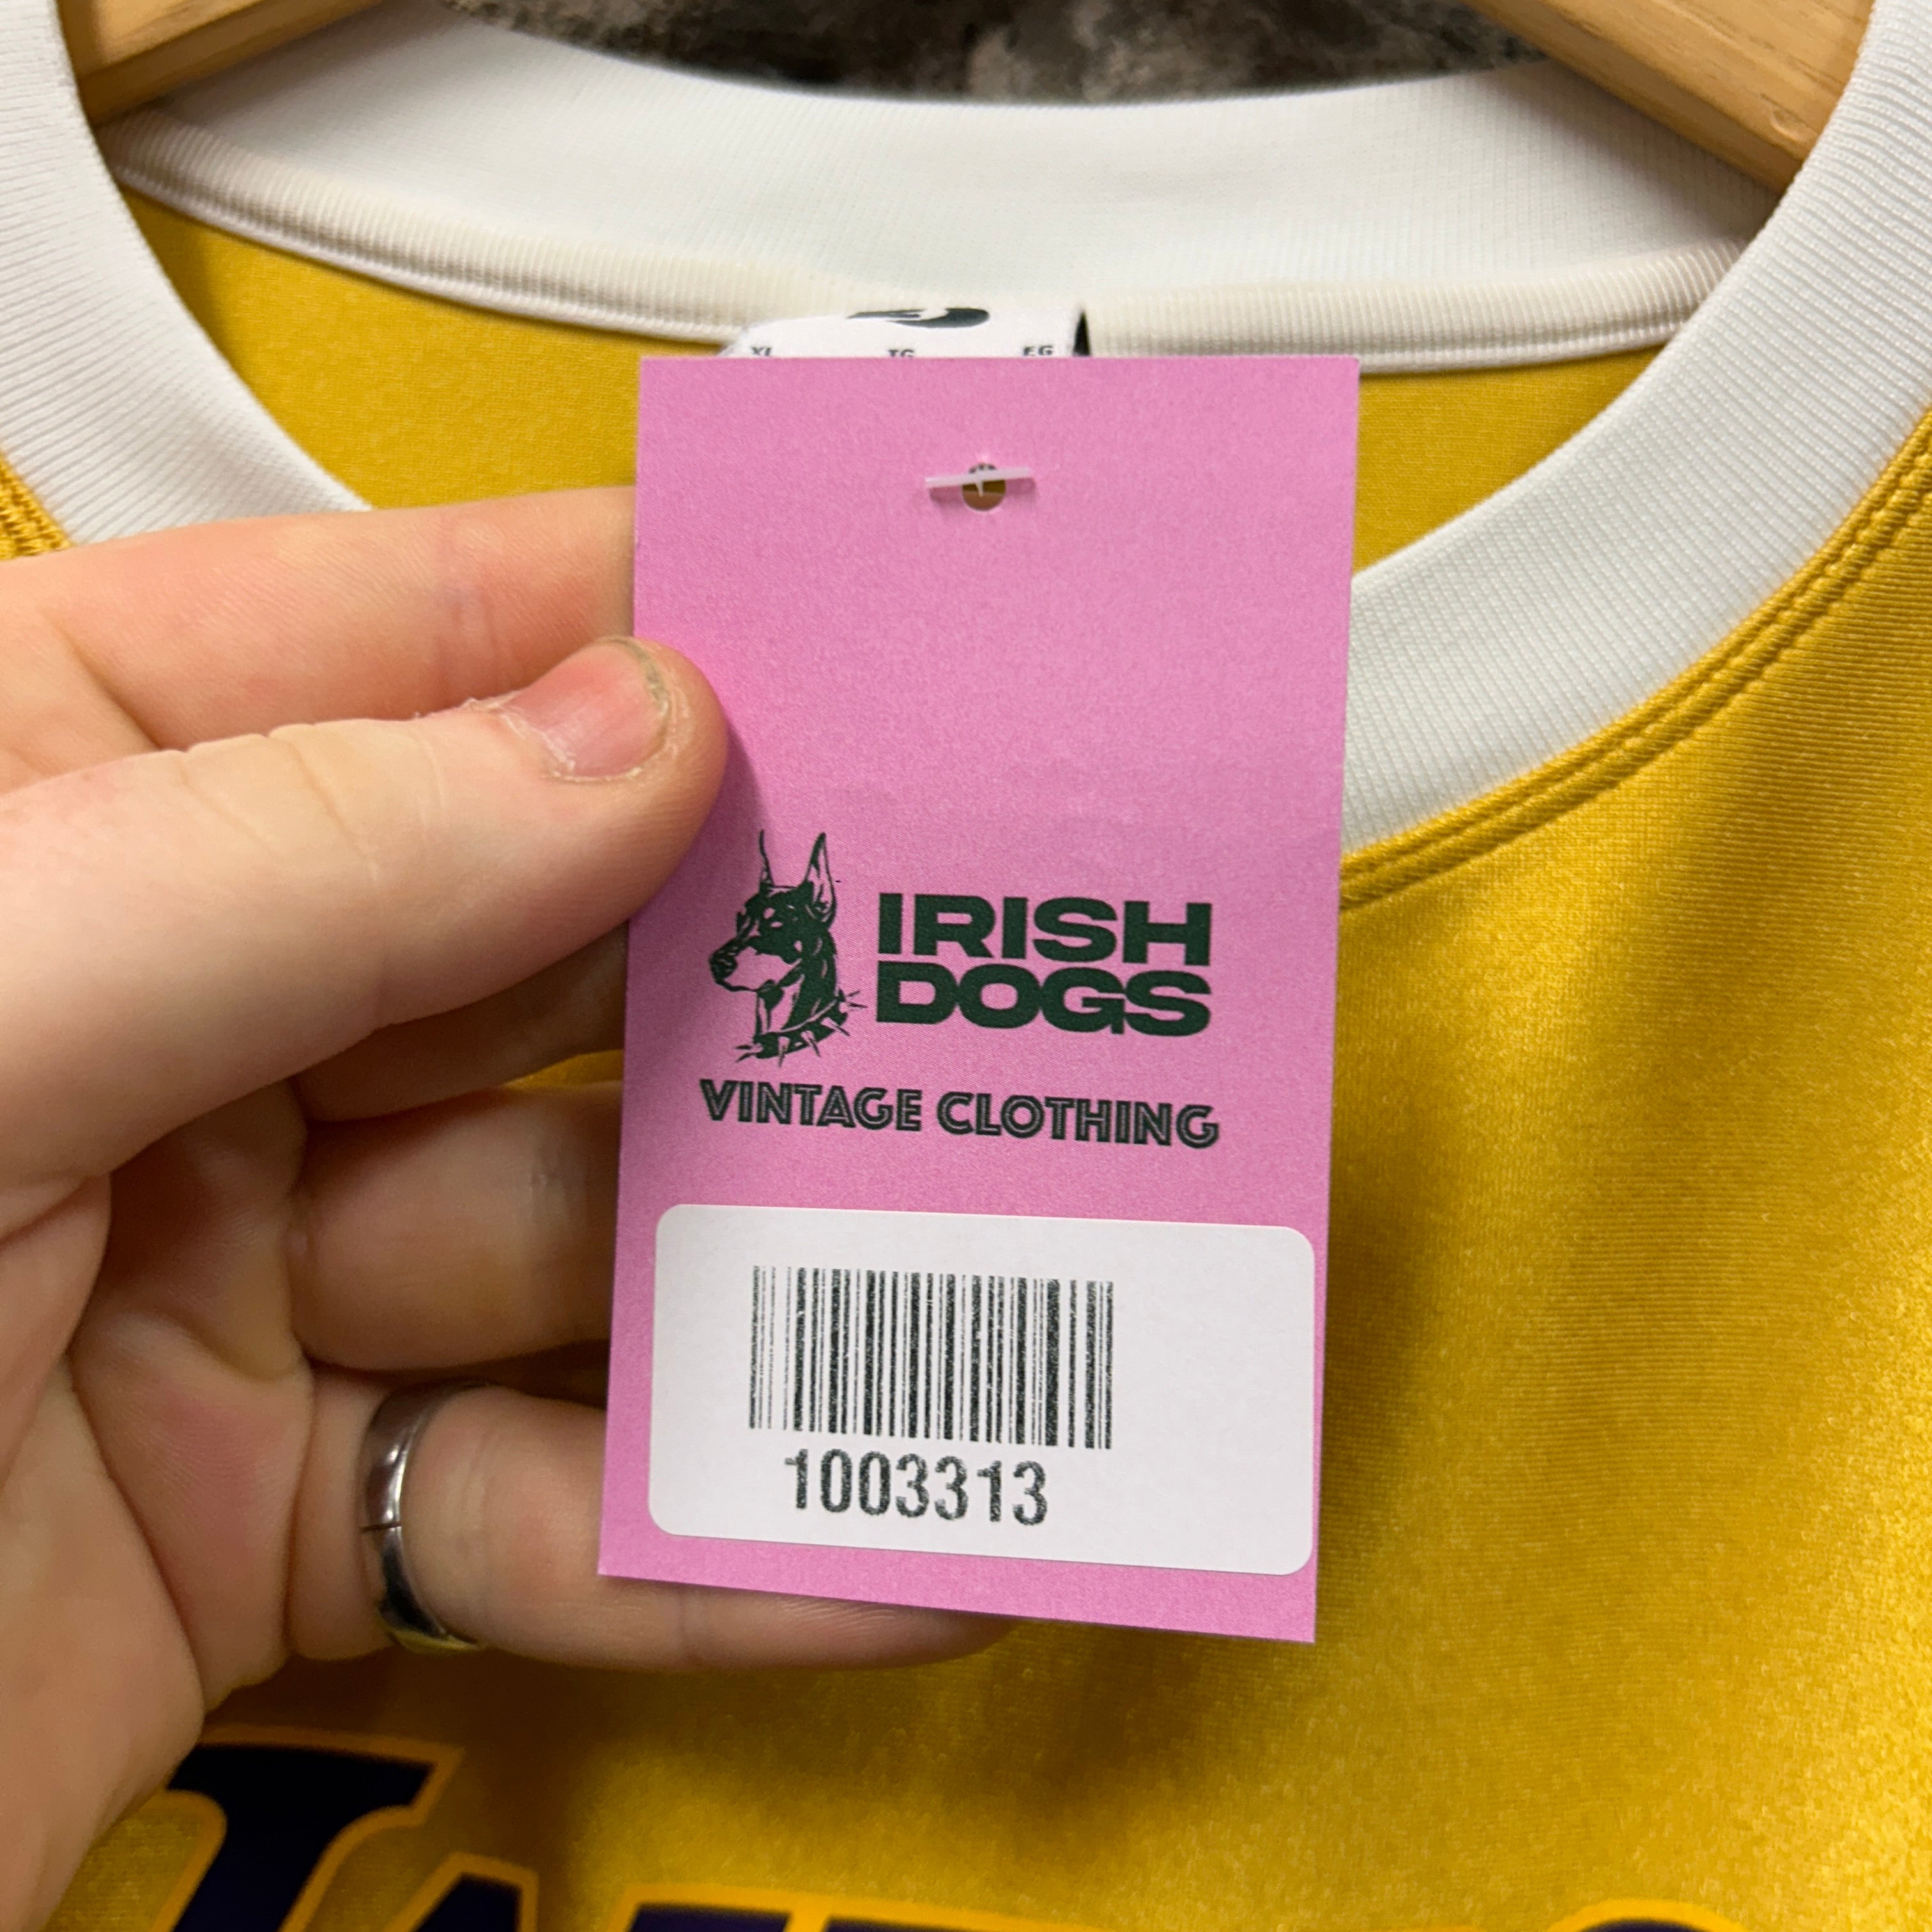 XL TG EG
IRISH
DOGS
VINTAGE CLOTHING
1003313